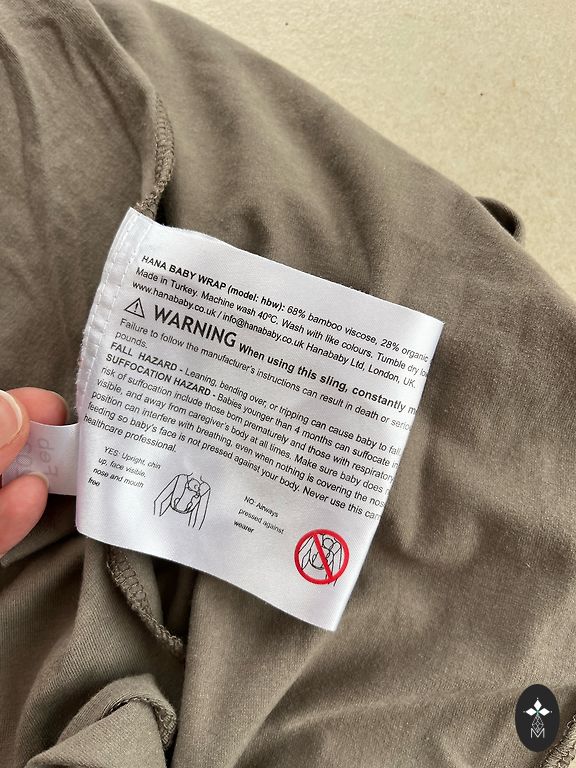 HANA BABY WRAP (model: hbw): 68% bamboo viscose, 28% organic
Made in Turkey. Machine wash 40°C. Wash with like colours. Tumble dry low
www.hanababy.co.uk / info@hanababy.co.uk Hanababy Ltd, London, UK.
WARNING When using this sling, constantly m
Failure to follow the manufacturer's instructions can result in death or serio
pounds.
FALL HAZARD - Leaning, bending over, or tripping can cause baby to fall.
SUFFOCATION HAZARD - Babies younger than 4 months can suffocate in
risk of suffocation include those born prematurely and those with respirator
visible, and away from caregiver's body at all times. Make sure baby does n
position can interfere with breathing, even when nothing is covering the nos
feeding so baby's face is not pressed against your body. Never use this car
healthcare professional.
YES: Upright, chin
up, face visible,
nose and mouth
free
NO: Airways
pressed against
wearer
M